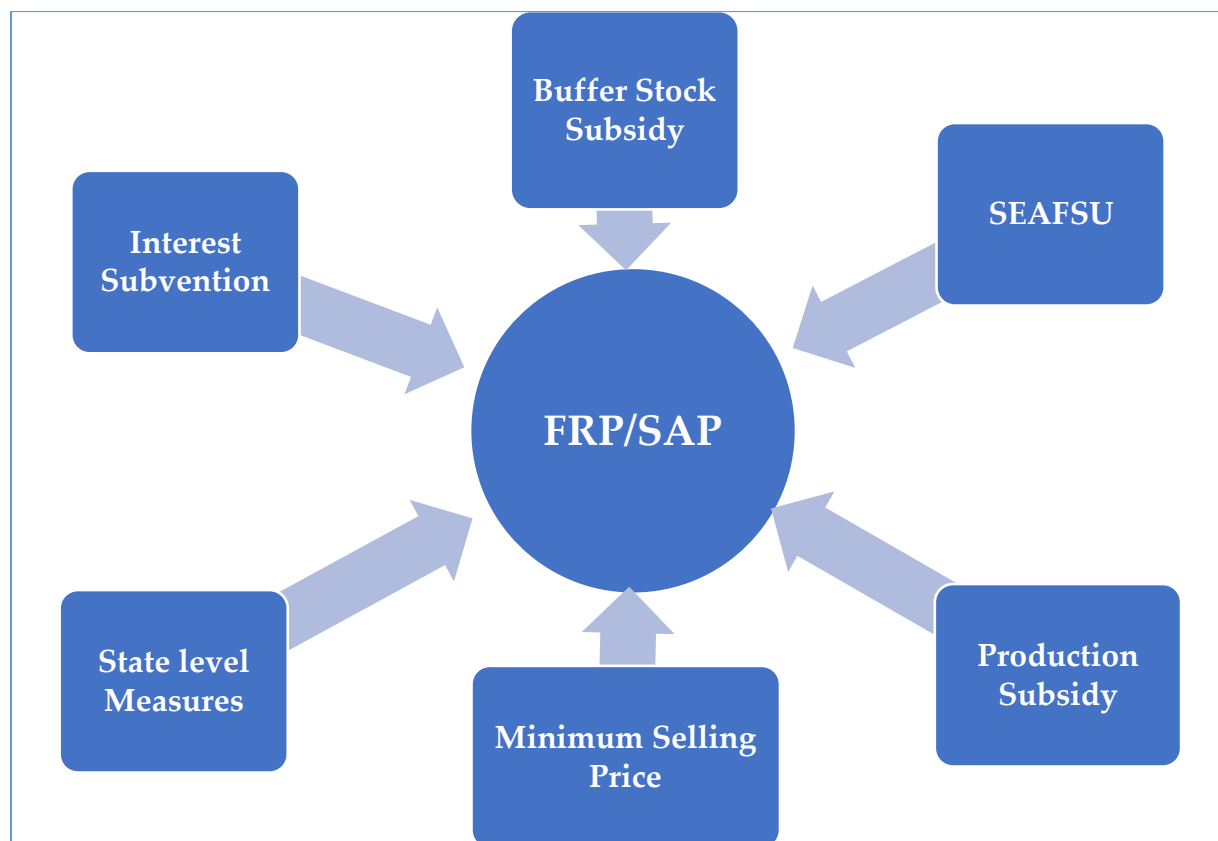 Buffer Stock
Subsidy
SEAFSU
Interest
Subvention
FRP/SAP
State level
Measures
Production
Subsidy
Minimum Selling
Price